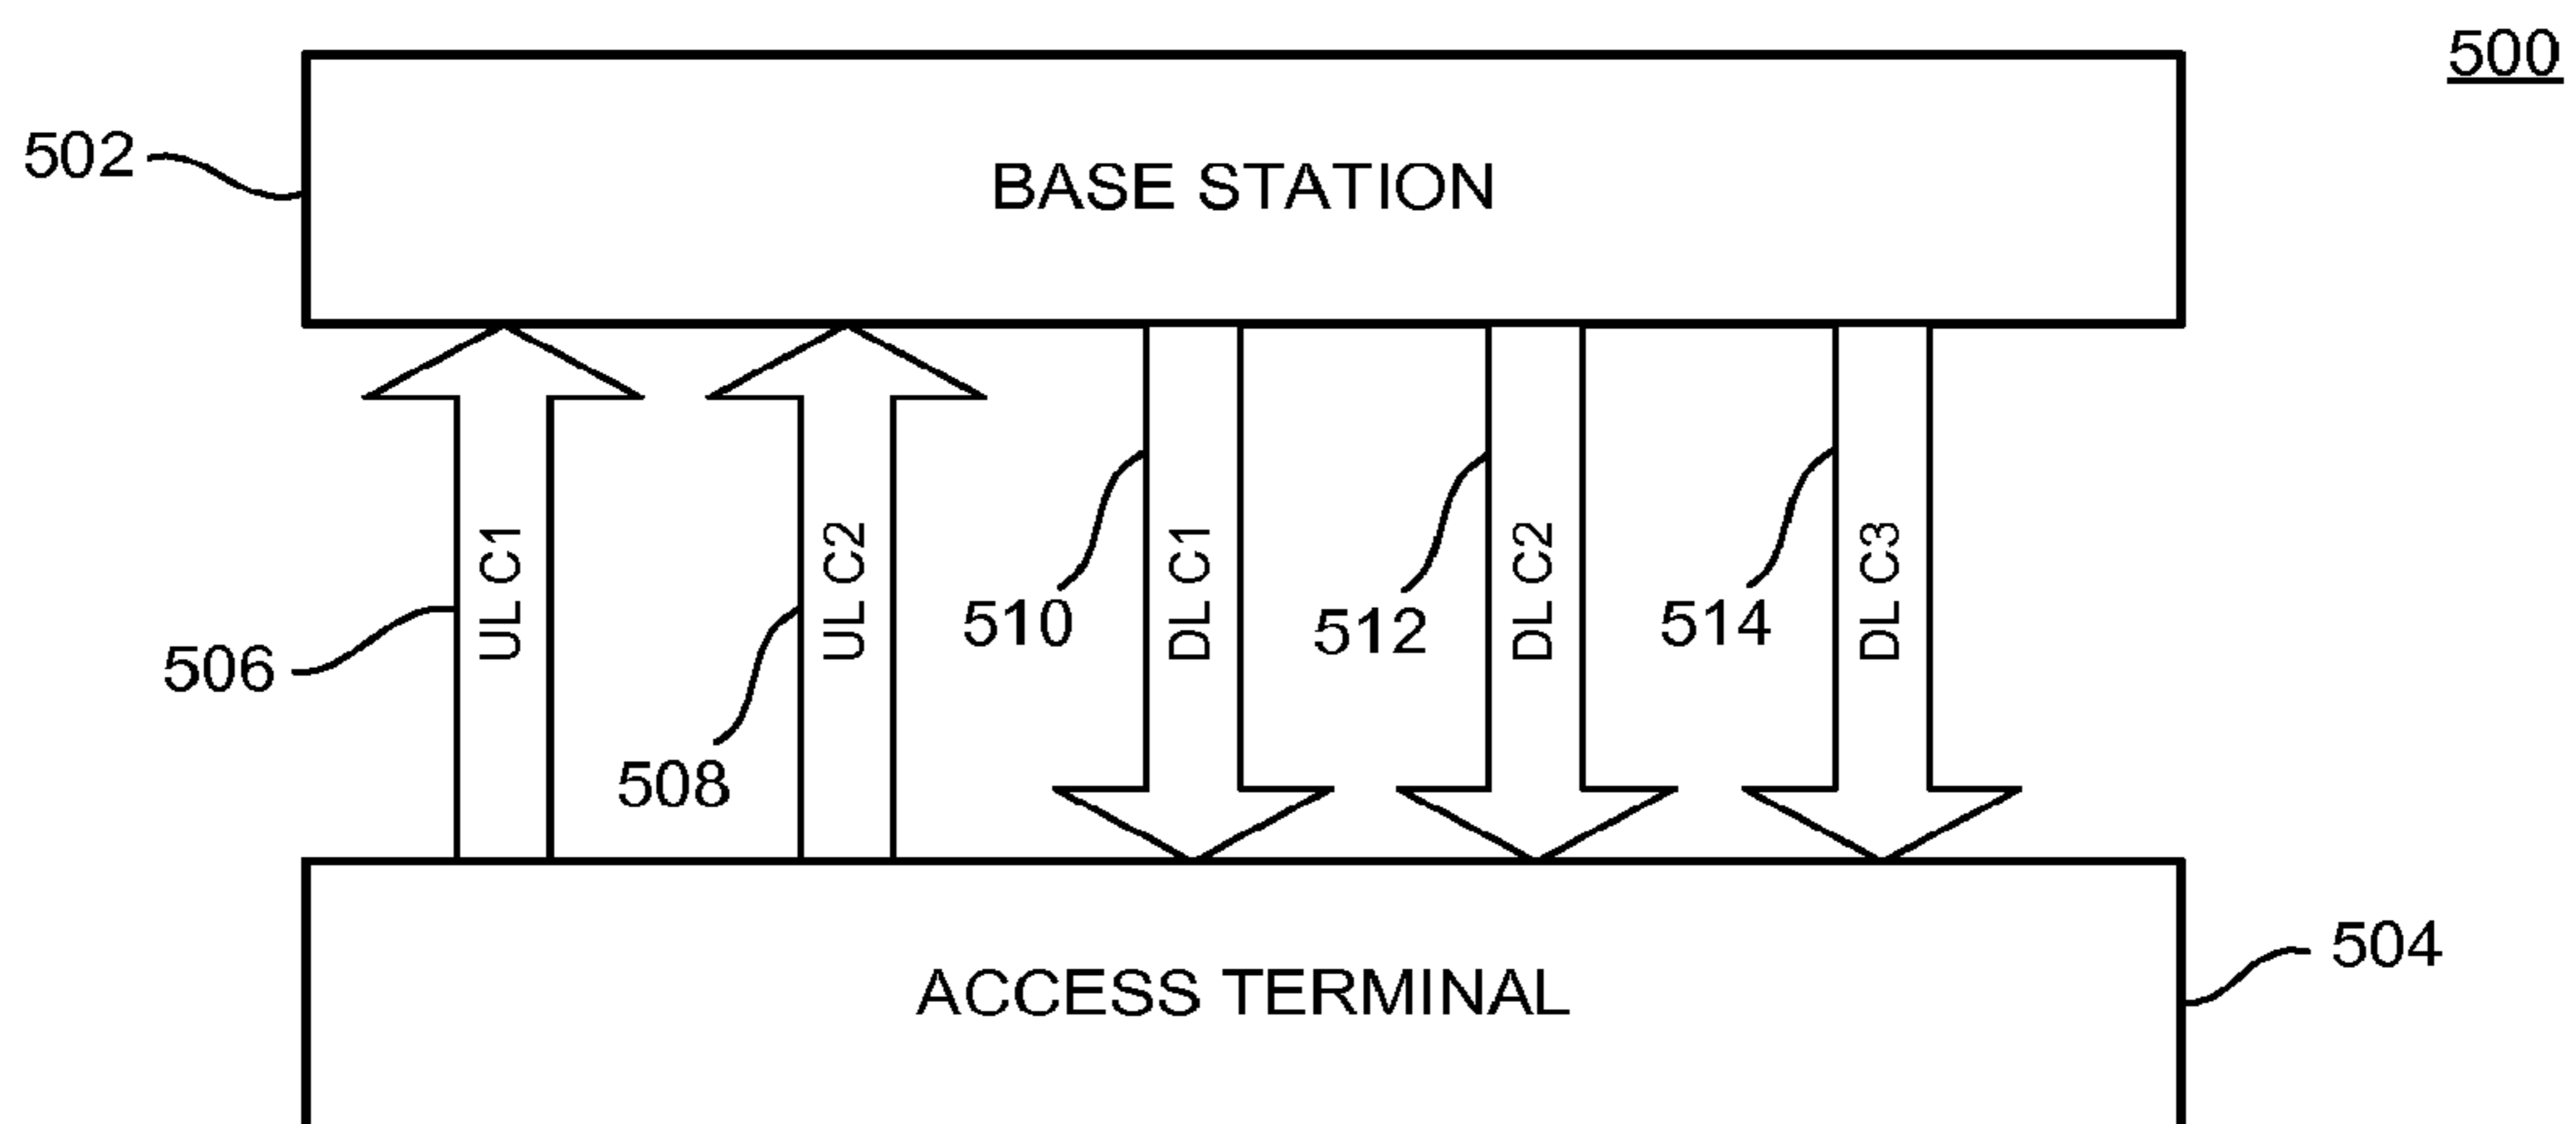 500
502
BASE STATION
UL C1
UL C2
DL C1
DL C2
DL C3
506
508
510
512
514
504
ACCESS TERMINAL